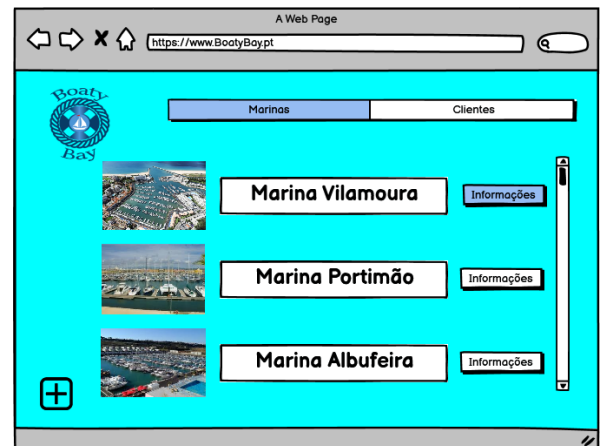 A Web Page
https://www.BoatyBay.pt
Boaty
Bay
Marinas
Clientes
Marina Vilamoura
Informações
Marina Portimão
Informações
Marina Albufeira
Informações